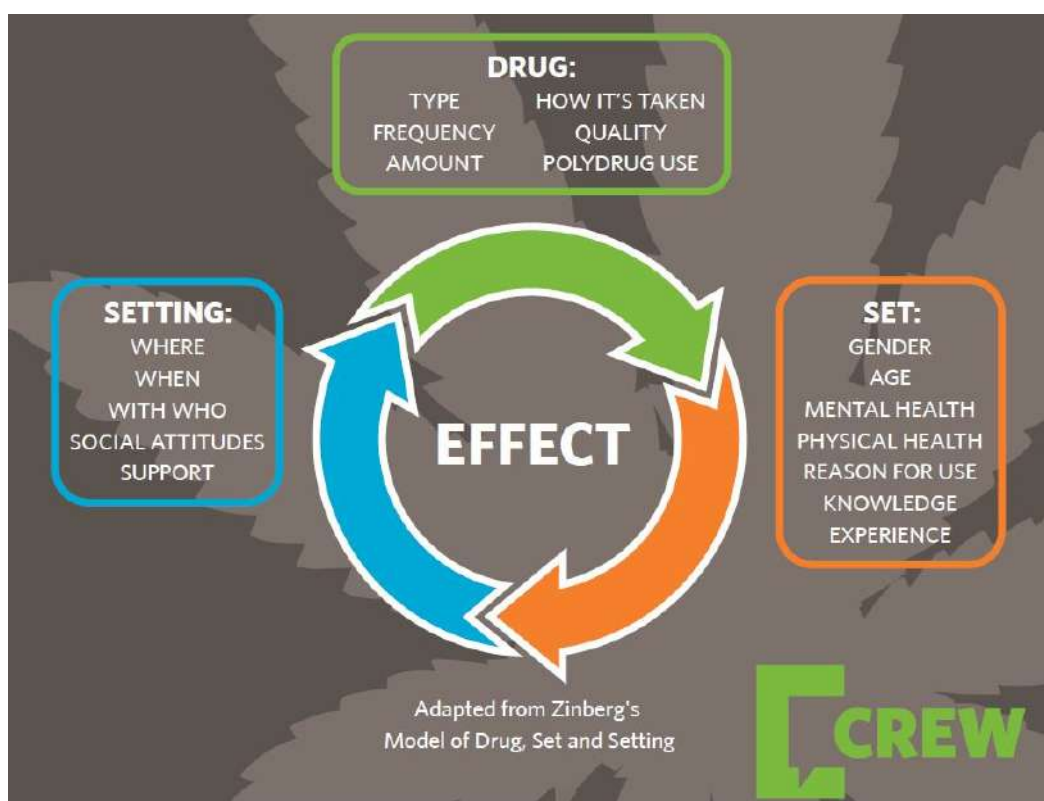 DRUG:
TYPE HOW IT'S TAKEN
FREQUENCY QUALITY
AMOUNT POLYDRUG USE
SETTING:
WHERE
WHEN
WITH WHO
SOCIAL ATTITUDES
SUPPORT
EFFECT
SET:
GENDER
AGE
MENTAL HEALTH
PHYSICAL HEALTH
REASON FOR USE
KNOWLEDGE
EXPERIENCE
Adapted from Zinberg's
Model of Drug, Set and Setting
CREW